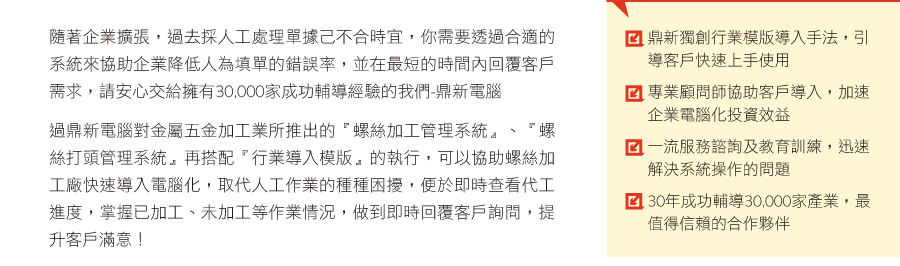 隨著企業擴張，過去採人工處理單據己不合時宜，你需要透過合適的
系統來協助企業降低人為填單的錯誤率，並在最短的時間內回覆客戶
需求，請安心交給擁有30,000家成功輔導經驗的我們-鼎新電腦
過鼎新電腦對金屬五金加工業所推出的『螺絲加工管理系統』、『螺
絲打頭管理系統』再搭配『行業導入模版』的執行，可以協助螺絲加
工廠快速導入電腦化，取代人工作業的種種困擾，便於即時查看代工
進度，掌握已加工、未加工等作業情況，做到即時回覆客戶詢問，提
升客戶滿意！
鼎新獨創行業模版導入手法，引
導客戶快速上手使用
專業顧問師協助客戶導入，加速
企業電腦化投資效益
一流服務諮詢及教育訓練，迅速
解決系統操作的問題
30年成功輔導30,000家產業，最
值得信賴的合作夥伴